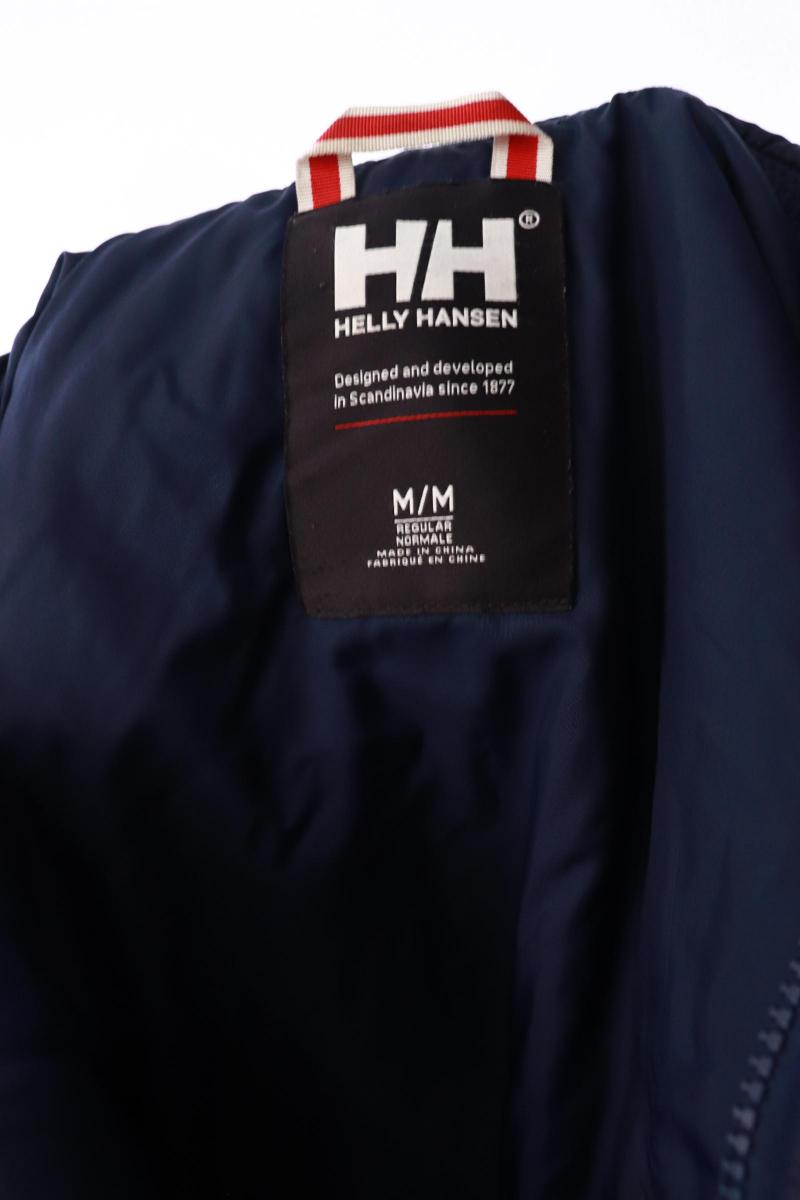 HH®
HELLY HANSEN
Designed and developed
in Scandinavia since 1877
M/M
REGULAR
NORMALE
MADE IN CHINA
FABRIQUÉ EN CHINE